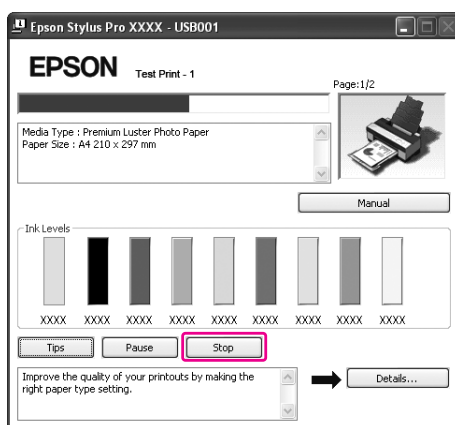 Epson Stylus Pro XXXX - USB001
EPSON Test Print - 1
Page:1/2
Media Type : Premium Luster Photo Paper
Paper Size : A4 210 x 297 mm
Manual
Ink Levels
XXXX XXXX XXXX XXXX XXXX XXXX XXXX XXXX XXXX
Tips Pause Stop
Improve the quality of your printouts by making the
right paper type setting.
Details...